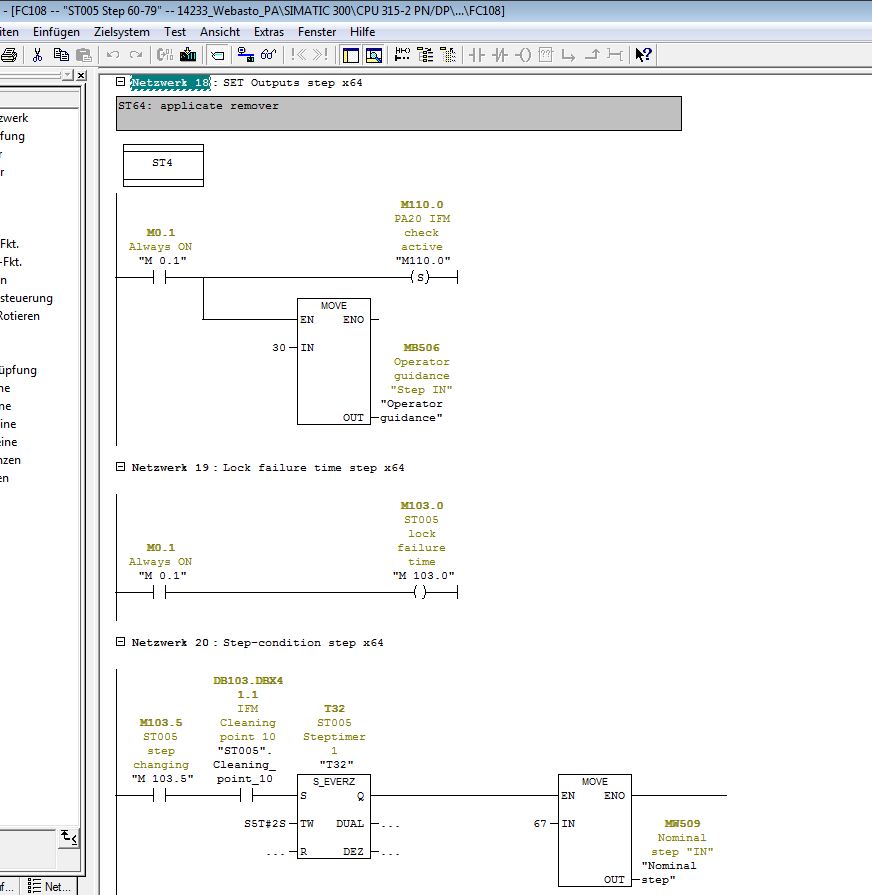 - [FC108 -- "ST005 Step 60-79" -- 14233_Webasto_PA\SIMATIC 300\CPU 315-2 PN/DP\...\FC108]
Einfügen Zielsystem Test Ansicht Extras Fenster Hilfe
Netzwerk 18: SET Outputs step x64
ST64: applicate remover
ST4
M110.0
PA20 IFM
check
active
"M110.0"
M0.1
Always ON
"M 0.1"
S
MOVE
EN ENO
30 IN
OUT
MB506
Operator
guidance
"Step IN"
"Operator
guidance"
Netzwerk 19: Lock failure time step x64
M103.0
ST005
lock
failure
time
"M 103.0"
M0.1
Always ON
"M 0.1"
Netzwerk 20: Step-condition step x64
M103.5
ST005
step
changing
"M 103.5"
DB103.DBX4
1.1
IFM
Cleaning
point 10
"ST005".
Cleaning_
point_10
T32
ST005
Steptimer
1
"T32"
S_EVERZ
S Q
S5T#2S TW DUAL ...
... R DEZ ...
MOVE
EN ENO
67 IN
OUT
MW509
Nominal
step "IN"
"Nominal
step"
zwerk
fung
r
r
Fkt.
-Fkt.
n
steuerung
Rotieren
üpfung
ne
ne
ine
eine
nzen
en
Net...